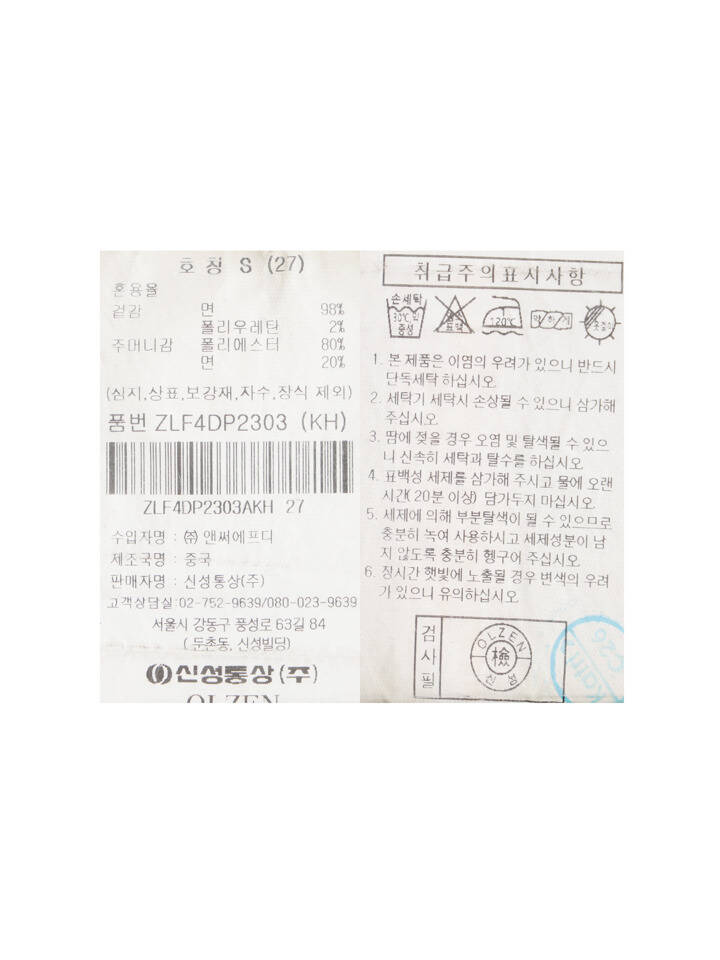 호칭 S (27)
혼용율
겉감 면 98%
폴리우레탄 2%
주머니감 폴리에스터 80%
면 20%
(심지,상표,보강재,자수,장식 제외)
품번 ZLF4DP2303 (KH)
ZLF4DP2303AKH 27
수입자명 : ㈜ 앤써에프디
제조국명 : 중국
판매자명 : 신성통상(주)
고객상담실:02-752-9639/080-023-9639
서울시 강동구 풍성로 63길 84
( 둔촌동, 신성빌딩)
신성통상(주)
OLZEN
취급주의표시사항
손세탁
30℃
중성
표백
120℃
약하게
1. 본 제품은 이염의 우려가 있으니 반드시
단독세탁 하십시오.
2. 세탁기 세탁시 손상될 수 있으니 삼가해
주십시오.
3. 땀에 젖을 경우 오염 및 탈색될 수 있으
니 신속히 세탁과 탈수를 하십시오.
4. 표백성 세제를 삼가해 주시고 물에 오랜
시간( 20분 이상) 담가두지 마십시오.
5. 세제에 의해 부분탈색이 될 수 있으므로
충분히 녹여 사용하시고 세제성분이 남
지 않도록 충분히 헹구어 주십시오.
6. 장시간 햇빛에 노출될 경우 변색의 우려
가 있으니 유의하십시오.
검사필
OLZEN
檢
신성